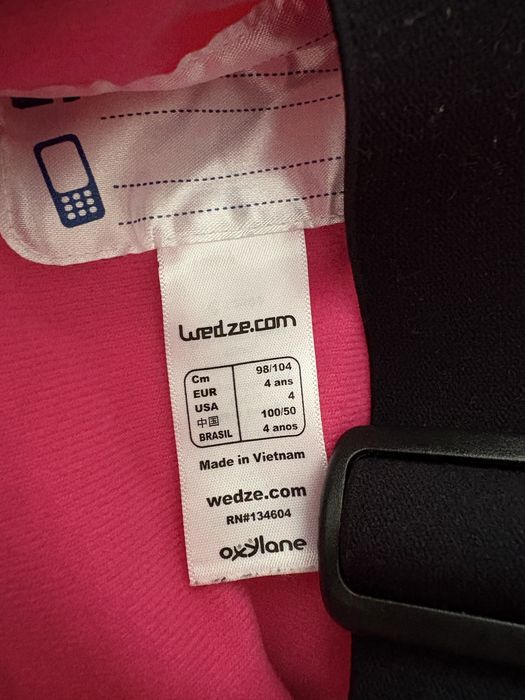 wedze.com
Cm 98/104
EUR 4 ans
USA 4
中国 100/50
BRASIL 4 anos
Made in Vietnam
wedze.com
RN#134604
oxylane